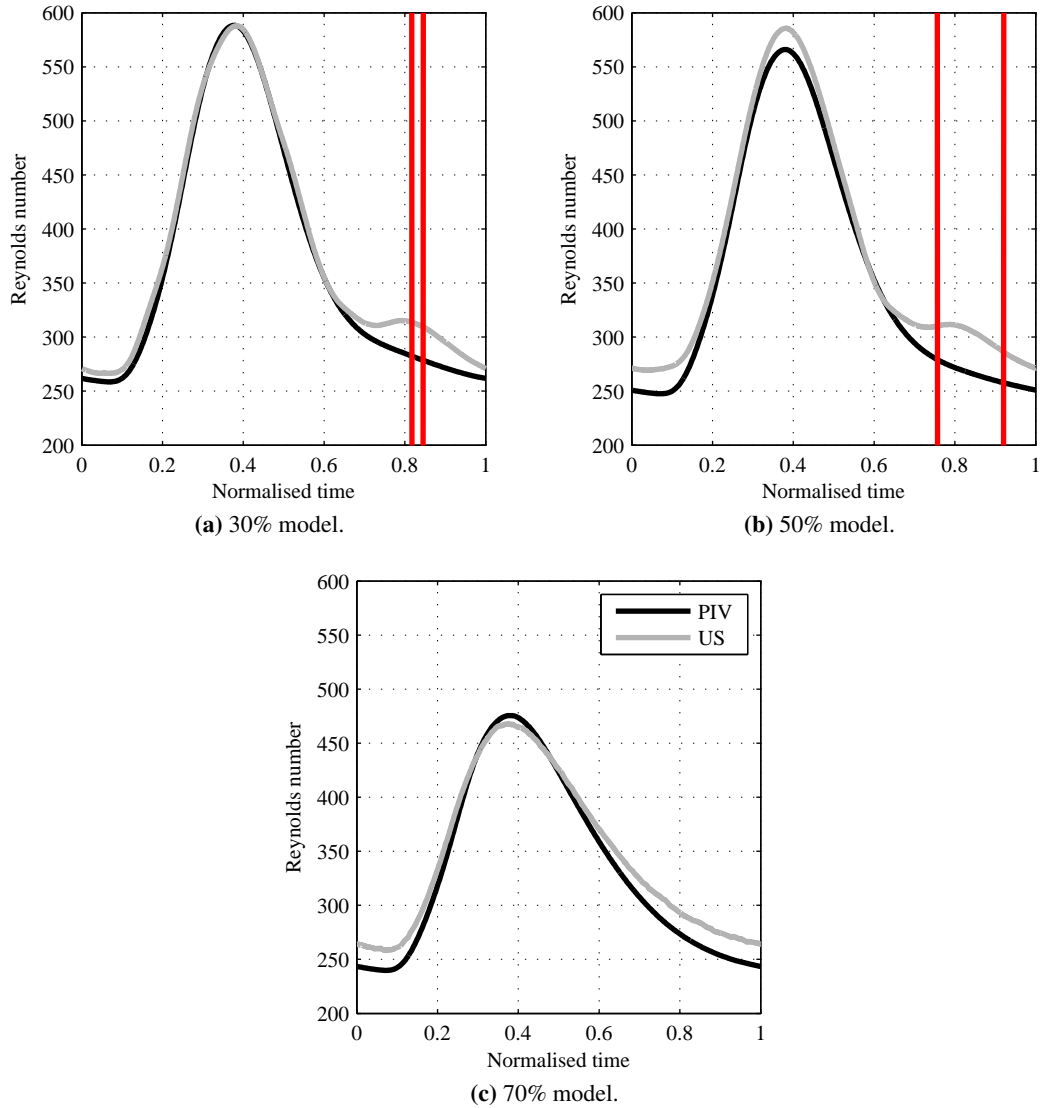 600
550
500
450
400
350
300
250
200
Reynolds number
0 0.2 0.4 0.6 0.8 1
Normalised time
(a) 30% model.
600
550
500
450
400
350
300
250
200
Reynolds number
0 0.2 0.4 0.6 0.8 1
Normalised time
(b) 50% model.
600
550
500
450
400
350
300
250
200
Reynolds number
PIV
US
0 0.2 0.4 0.6 0.8 1
Normalised time
(c) 70% model.